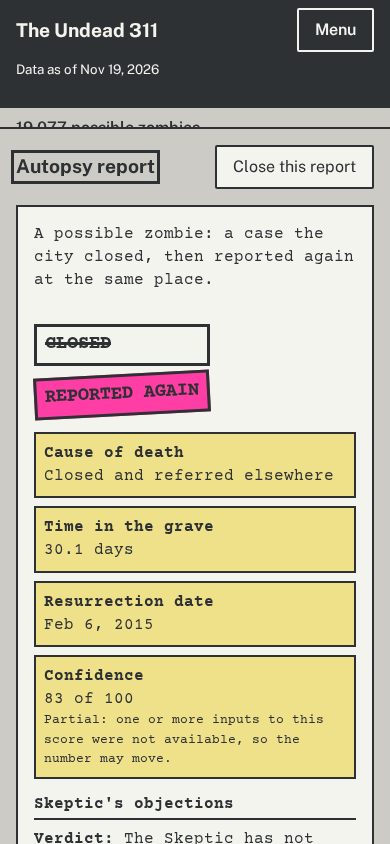 The Undead 311
Menu
Data as of Nov 19, 2026
19,077 possible zombies
Autopsy report
Close this report
A possible zombie: a case the
city closed, then reported again
at the same place.
CLOSED
REPORTED AGAIN
Cause of death
Closed and referred elsewhere
Time in the grave
30.1 days
Resurrection date
Feb 6, 2015
Confidence
83 of 100
Partial: one or more inputs to this
score were not available, so the
number may move.
Skeptic's objections
Verdict: The Skeptic has not